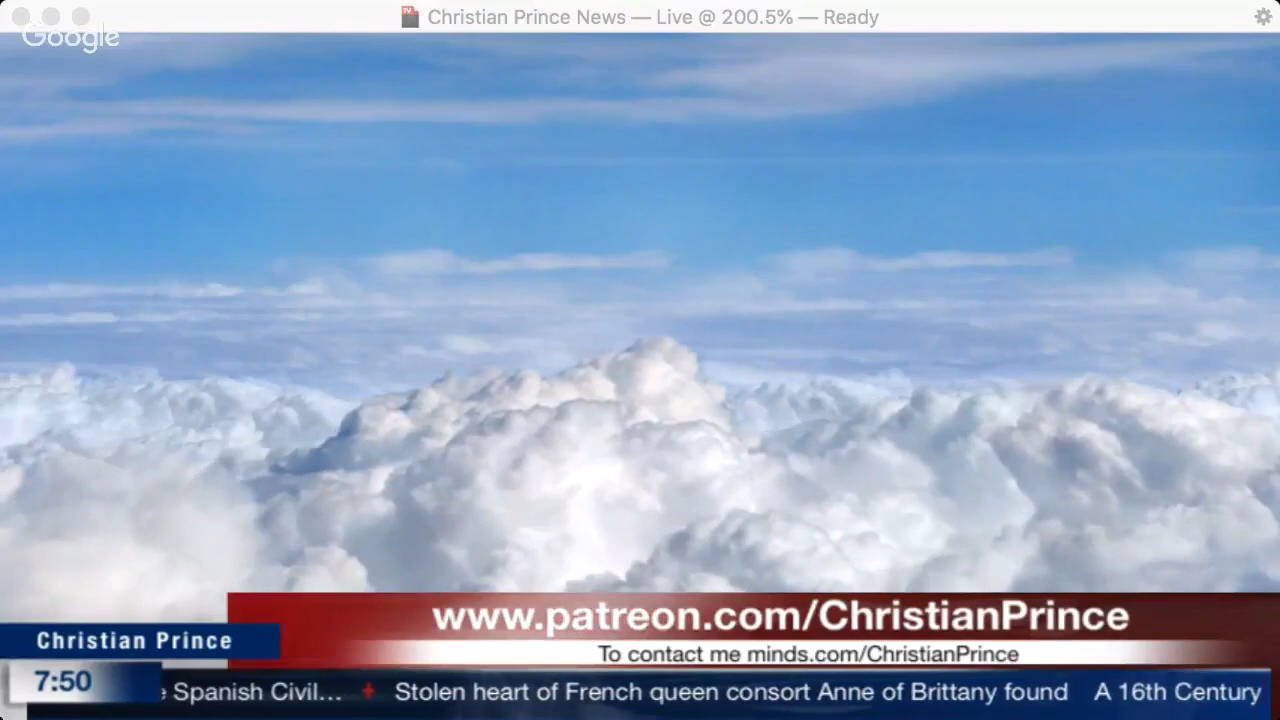 Christian Prince News — Live @ 200.5% — Ready
Google
www.patreon.com/ChristianPrince
Christian Prince
To contact me minds.com/ChristianPrince
7:50
Spanish Civil... Stolen heart of French queen consort Anne of Brittany found A 16th Century